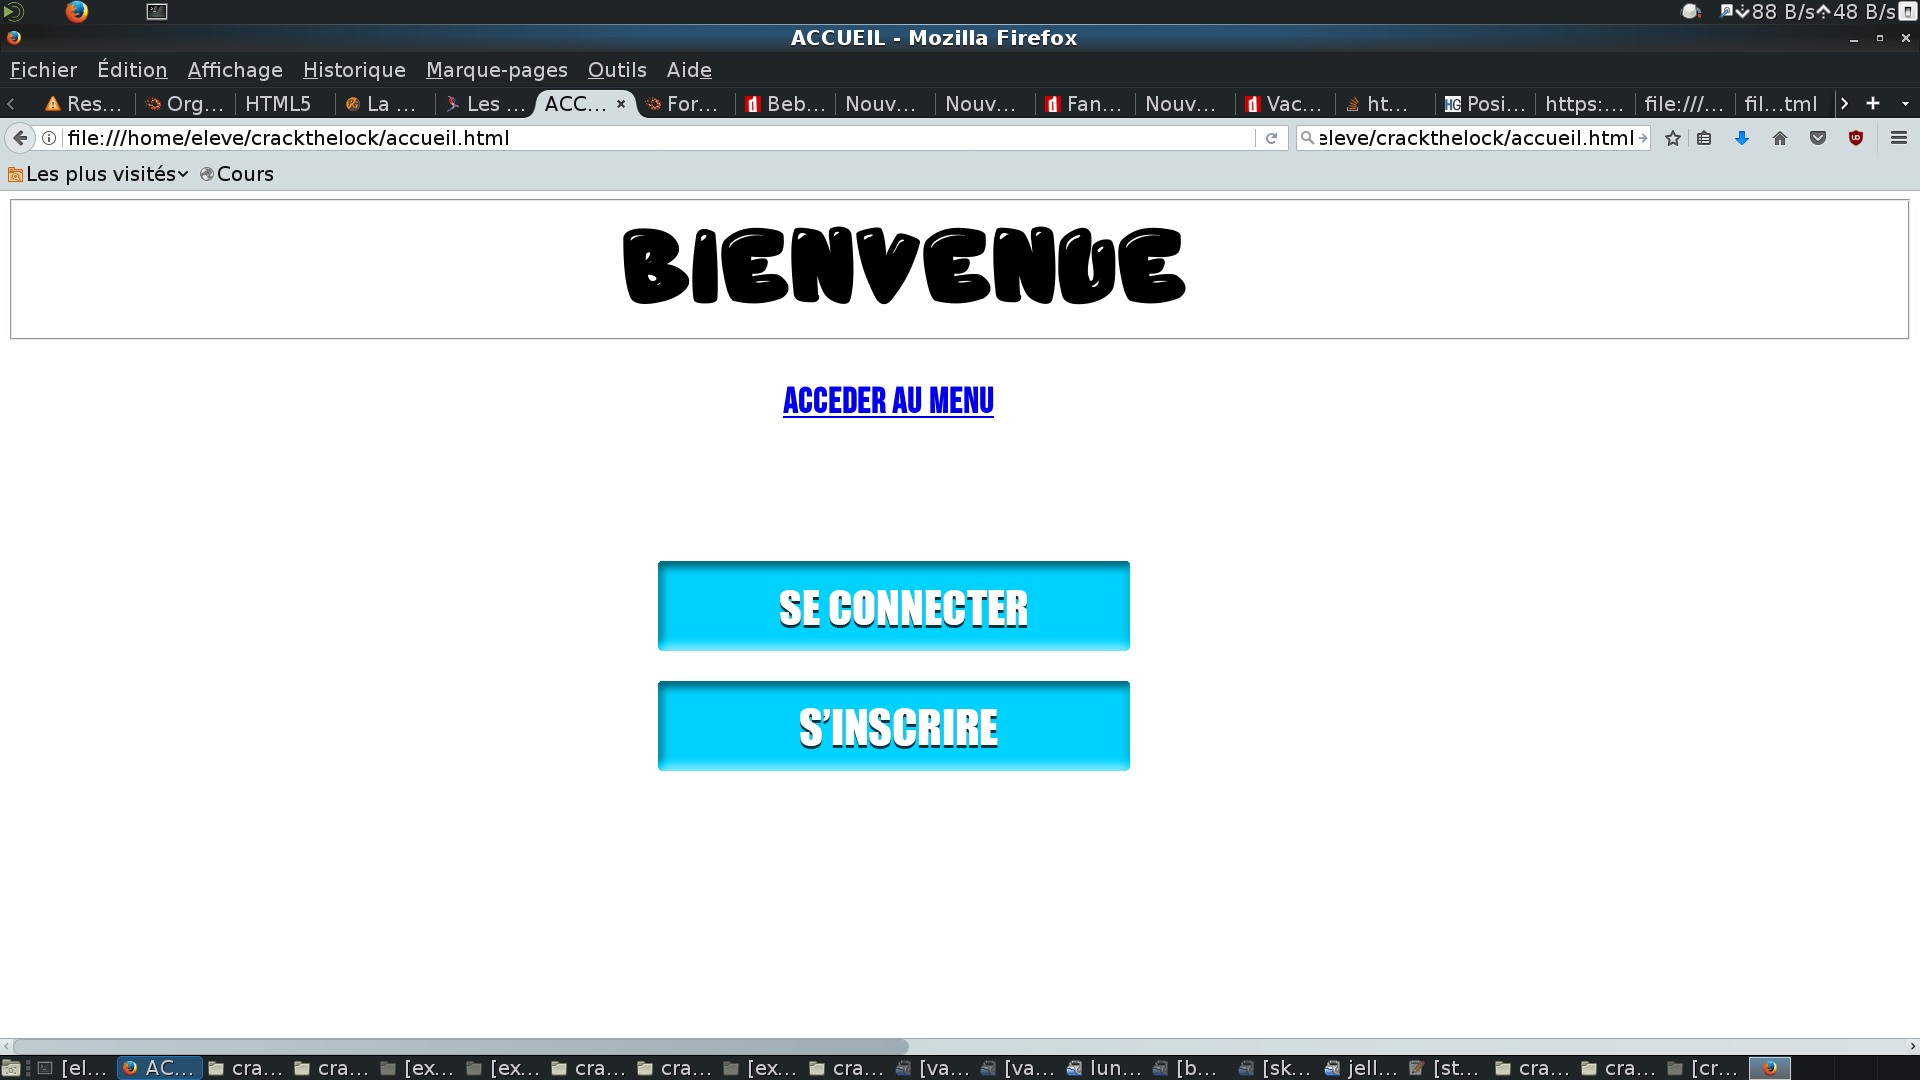 88 B/s 48 B/s
ACCUEIL - Mozilla Firefox
Fichier Édition Affichage Historique Marque-pages Outils Aide
Res... Org... HTML5 La ... Les ... ACC... For... Beb... Nouv... Nouv... Fan... Nouv... Vac... ht... Posi... https:... file:///... fil...tml
file:///home/eleve/crackthelock/accueil.html eleve/crackthelock/accueil.html
Les plus visités Cours
BIENVENUE
ACCEDER AU MENU
SE CONNECTER
S'INSCRIRE
[el... AC... cra... cra... [ex... [ex... cra... cra... [ex... cra... [va... [va... lun... [b... [sk... jell... [st... cra... cra... [cr...